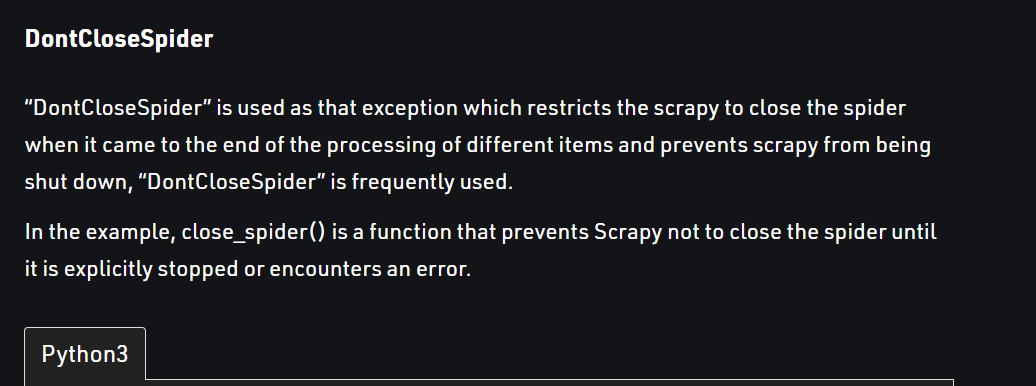 DontCloseSpider
“DontCloseSpider” is used as that exception which restricts the scrapy to close the spider
when it came to the end of the processing of different items and prevents scrapy from being
shut down, “DontCloseSpider” is frequently used.
In the example, close_spider() is a function that prevents Scrapy not to close the spider until
it is explicitly stopped or encounters an error.
Python3